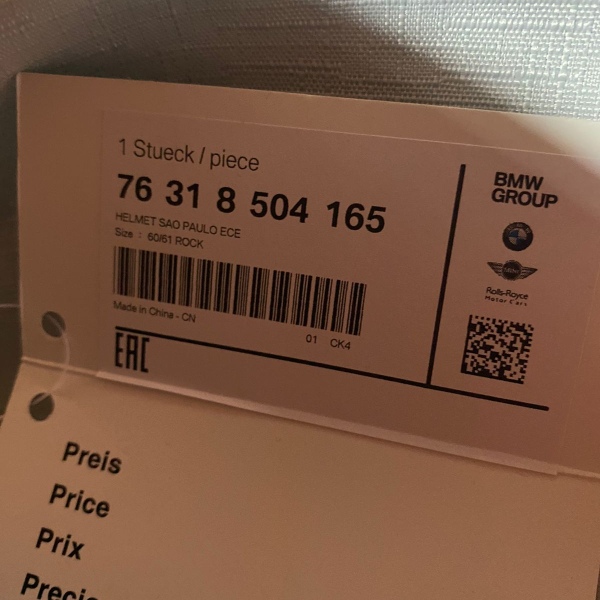 1 Stueck / piece
76 31 8 504 165
HELMET SAO PAULO ECE
Size : 60/61 ROCK
Made in China - CN
01 CK4
EAC
BMW
GROUP
Rolls-Royce
Motor Cars
Preis
Price
Prix